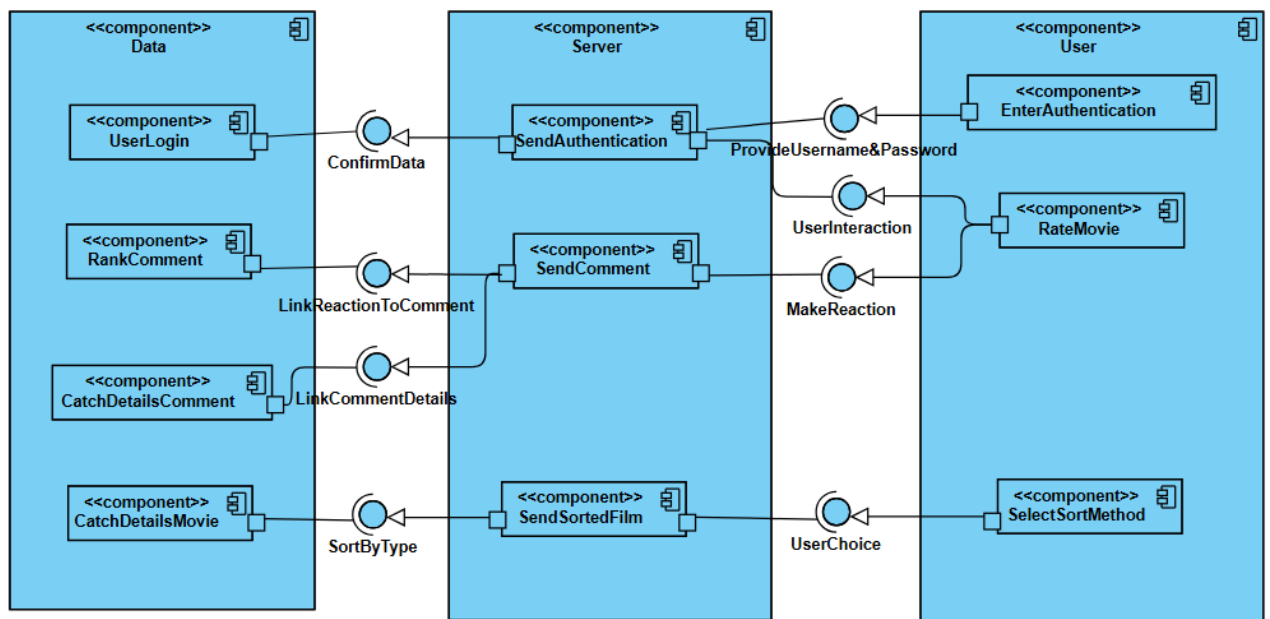 <<component>>
Data
<<component>>
UserLogin
<<component>>
RankComment
<<component>>
CatchDetailsComment
<<component>>
CatchDetailsMovie
ConfirmData
LinkReactionToComment
LinkCommentDetails
SortByType
<<component>>
Server
<<component>>
SendAuthentication
<<component>>
SendComment
<<component>>
SendSortedFilm
ProvideUsername&Password
UserInteraction
MakeReaction
UserChoice
<<component>>
User
<<component>>
EnterAuthentication
<<component>>
RateMovie
<<component>>
SelectSortMethod